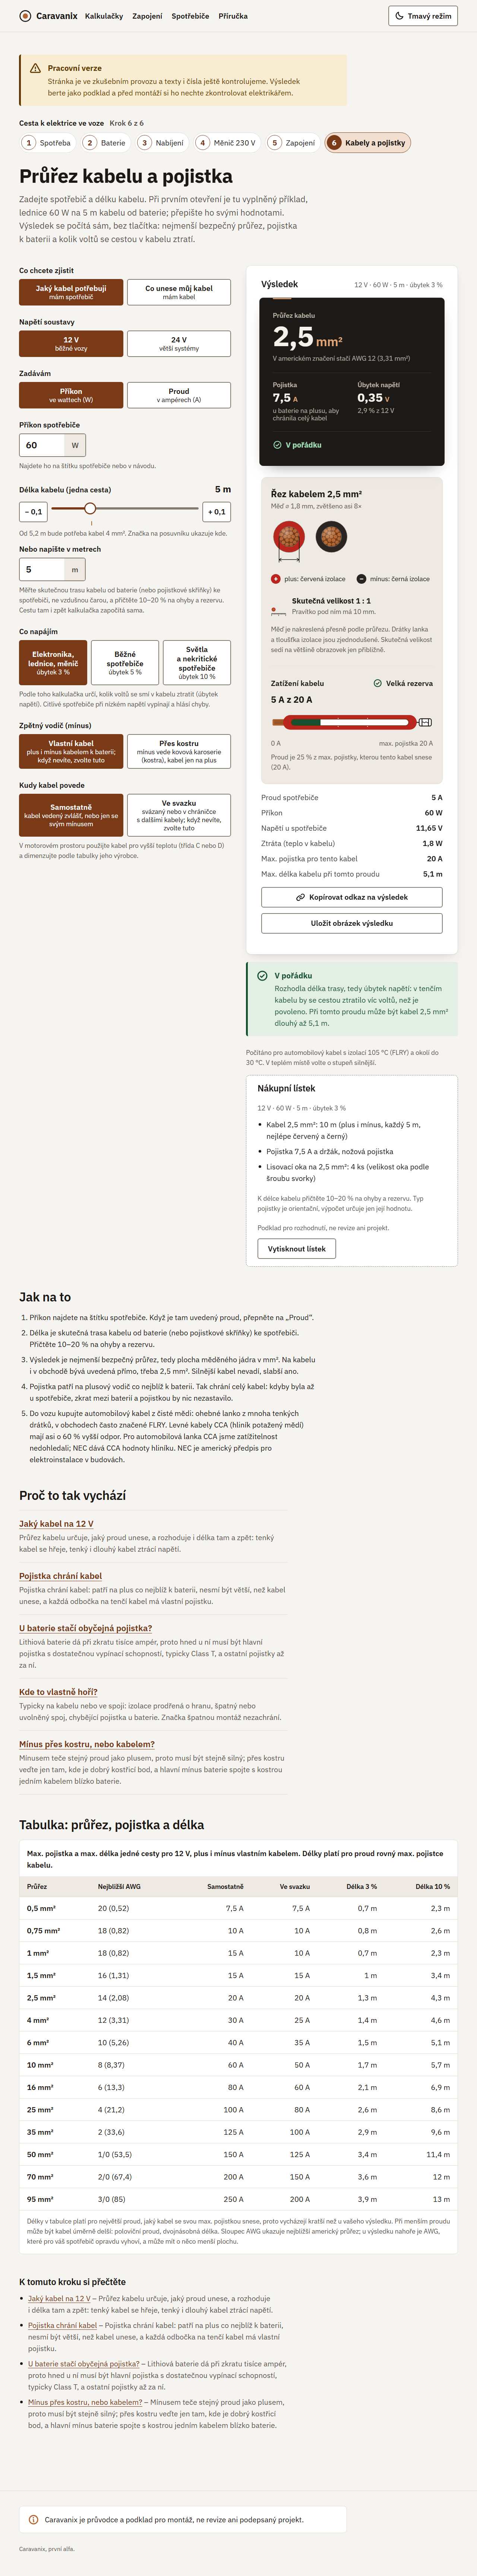 Caravanix
Kalkulačky
Zapojení
Spotřebiče
Příručka
Tmavý režim
Pracovní verze
Stránka je ve zkušebním provozu a texty i čísla ještě kontrolujeme. Výsledek
berte jako podklad a před montáží si ho nechte zkontrolovat elektrikářem.
Cesta k elektřině ve voze Krok 6 z 6
1 Spotřeba
2 Baterie
3 Nabíjení
4 Měnič 230 V
5 Zapojení
6 Kabely a pojistky
Průřez kabelu a pojistka
Zadejte spotřebič a délku kabelu. Při prvním otevření je tu vyplněný příklad,
lednice 60 W na 5 m kabelu od baterie; přepište ho svými hodnotami.
Výsledek se počítá sám, bez tlačítka: nejmenší bezpečný průřez, pojistka
k baterii a kolik voltů se cestou v kabelu ztratí.
Co chcete zjistit
Jaký kabel potřebuji
mám spotřebič
Co unese můj kabel
mám kabel
Napětí soustavy
12 V
běžné vozy
24 V
větší systémy
Zadávám
Příkon
ve wattech (W)
Proud
v ampérech (A)
Příkon spotřebiče
60 W
Najdete ho na štítku spotřebiče nebo v návodu.
Délka kabelu (jedna cesta) 5 m
− 0,1
+ 0,1
Od 5,2 m bude potřeba kabel 4 mm². Značka na posuvníku ukazuje kde.
Nebo napište v metrech
5 m
Měřte skutečnou trasu kabelu od baterie (nebo pojistkové skříňky) ke
spotřebiči, ne vzdušnou čarou, a přičtěte 10–20 % na ohyby a rezervu.
Cestu tam i zpět kalkulačka započítá sama.
Co napájím
Elektronika,
lednice, měnič
úbytek 3 %
Běžné
spotřebiče
úbytek 5 %
Světla
a nekritické
spotřebiče
úbytek 10 %
Podle toho kalkulačka určí, kolik voltů se smí v kabelu ztratit (úbytek
napětí). Citlivé spotřebiče při nízkém napětí vypínají a hlásí chyby.
Zpětný vodič (mínus)
Vlastní kabel
plus i mínus kabelem k baterii;
když nevíte, zvolte tuto
Přes kostru
mínus vede kovová karoserie
(kostra), kabel jen na plus
Kudy kabel povede
Samostatně
kabel vedený zvlášť, nebo jen se
svým mínusem
Ve svazku
svázaný nebo v chráničce
s dalšími kabely; když nevíte,
zvolte tuto
V motorovém prostoru použijte kabel pro vyšší teplotu (třída C nebo D)
a dimenzujte podle tabulky jeho výrobce.
Výsledek
12 V · 60 W · 5 m · úbytek 3 %
Průřez kabelu
2,5 mm²
V americkém značení stačí AWG 12 (3,31 mm²)
Pojistka
7,5 A
u baterie na plusu, aby
chránila celý kabel
Úbytek napětí
0,35 V
2,9 % z 12 V
V pořádku
Řez kabelem 2,5 mm²
Měď ⌀ 1,8 mm, zvětšeno asi 8×
plus: červená izolace
mínus: černá izolace
Skutečná velikost 1 : 1
Pravítko pod ním má 10 mm.
Měď je nakreslená přesně podle průřezu. Drátky lanka
a tloušťka izolace jsou zjednodušené. Skutečná velikost
sedí na většině obrazovek jen přibližně.
Zatížení kabelu
Velká rezerva
5 A z 20 A
0 A
max. pojistka 20 A
Proud je 25 % z max. pojistky, kterou tento kabel snese
(20 A).
Proud spotřebiče 5 A
Příkon 60 W
Napětí u spotřebiče 11,65 V
Ztráta (teplo v kabelu) 1,8 W
Max. pojistka pro tento kabel 20 A
Max. délka kabelu při tomto proudu 5,1 m
Kopírovat odkaz na výsledek
Uložit obrázek výsledku
V pořádku
Rozhodla délka trasy, tedy úbytek napětí: v tenčím
kabelu by se cestou ztratilo víc voltů, než je
povoleno. Při tomto proudu může být kabel 2,5 mm²
dlouhý až 5,1 m.
Počítáno pro automobilový kabel s izolací 105 °C (FLRY) a okolí do
30 °C. V teplém místě volte o stupeň silnější.
Nákupní lístek
12 V · 60 W · 5 m · úbytek 3 %
Kabel 2,5 mm²: 10 m (plus i mínus, každý 5 m,
nejlépe červený a černý)
Pojistka 7,5 A a držák, nožová pojistka
Lisovací oka na 2,5 mm²: 4 ks (velikost oka podle
šroubu svorky)
K délce kabelu přičtěte 10–20 % na ohyby a rezervu. Typ
pojistky je orientační, výpočet určuje jen její hodnotu.
Podklad pro rozhodnutí, ne revize ani projekt.
Vytisknout lístek
Jak na to
1. Příkon najdete na štítku spotřebiče. Když je tam uvedený proud, přepněte na „Proud“.
2. Délka je skutečná trasa kabelu od baterie (nebo pojistkové skříňky) ke spotřebiči.
Přičtěte 10–20 % na ohyby a rezervu.
3. Výsledek je nejmenší bezpečný průřez, tedy plocha měděného jádra v mm². Na kabelu
i v obchodě bývá uvedená přímo, třeba 2,5 mm². Silnější kabel nevadí, slabší ano.
4. Pojistka patří na plusový vodič co nejblíž k baterii. Tak chrání celý kabel: kdyby byla až
u spotřebiče, zkrat mezi baterií a pojistkou by nic nezastavilo.
5. Do vozu kupujte automobilový kabel z čisté mědi: ohebné lanko z mnoha tenkých
drátků, v obchodech často značené FLRY. Levné kabely CCA (hliník potažený mědí)
mají asi o 60 % vyšší odpor. Pro automobilová lanka CCA jsme zatížitelnost
nedohledali; NEC dává CCA hodnoty hliníku. NEC je americký předpis pro
elektroinstalace v budovách.
Proč to tak vychází
Jaký kabel na 12 V
Průřez kabelu určuje, jaký proud unese, a rozhoduje i délka tam a zpět: tenký
kabel se hřeje, tenký i dlouhý kabel ztrácí napětí.
Pojistka chrání kabel
Pojistka chrání kabel: patří na plus co nejblíž k baterii, nesmí být větší, než kabel
unese, a každá odbočka na tenčí kabel má vlastní pojistku.
U baterie stačí obyčejná pojistka?
Lithiová baterie dá při zkratu tisíce ampér, proto hned u ní musí být hlavní
pojistka s dostatečnou vypínací schopností, typicky Class T, a ostatní pojistky až
za ní.
Kde to vlastně hoří?
Typicky na kabelu nebo ve spoji: izolace prodřená o hranu, špatný nebo
uvolněný spoj, chybějící pojistka u baterie. Značka špatnou montáž nezachrání.
Mínus přes kostru, nebo kabelem?
Mínusem teče stejný proud jako plusem, proto musí být stejně silný; přes kostru
veďte jen tam, kde je dobrý kostřicí bod, a hlavní mínus baterie spojte s kostrou
jedním kabelem blízko baterie.
Tabulka: průřez, pojistka a délka
Max. pojistka a max. délka jedné cesty pro 12 V, plus i mínus vlastním kabelem. Délky platí pro proud rovný max. pojistce
kabelu.
Průřez Nejbližší AWG Samostatně Ve svazku Délka 3 % Délka 10 %
0,5 mm² 20 (0,52) 7,5 A 7,5 A 0,7 m 2,3 m
0,75 mm² 18 (0,82) 10 A 10 A 0,8 m 2,6 m
1 mm² 18 (0,82) 15 A 10 A 0,7 m 2,3 m
1,5 mm² 16 (1,31) 15 A 15 A 1 m 3,4 m
2,5 mm² 14 (2,08) 20 A 20 A 1,3 m 4,3 m
4 mm² 12 (3,31) 30 A 25 A 1,4 m 4,6 m
6 mm² 10 (5,26) 40 A 35 A 1,5 m 5,1 m
10 mm² 8 (8,37) 60 A 50 A 1,7 m 5,7 m
16 mm² 6 (13,3) 80 A 60 A 2,1 m 6,9 m
25 mm² 4 (21,2) 100 A 80 A 2,6 m 8,6 m
35 mm² 2 (33,6) 125 A 100 A 2,9 m 9,6 m
50 mm² 1/0 (53,5) 150 A 125 A 3,4 m 11,4 m
70 mm² 2/0 (67,4) 200 A 150 A 3,6 m 12 m
95 mm² 3/0 (85) 250 A 200 A 3,9 m 13 m
Délky v tabulce platí pro největší proud, jaký kabel se svou max. pojistkou snese, proto vycházejí kratší než u vašeho výsledku. Při menším proudu
může být kabel úměrně delší: poloviční proud, dvojnásobná délka. Sloupec AWG ukazuje nejbližší americký průřez; u výsledku nahoře je AWG,
které pro váš spotřebič opravdu vyhoví, a může mít o něco menší plochu.
K tomuto kroku si přečtěte
Jaký kabel na 12 V – Průřez kabelu určuje, jaký proud unese, a rozhoduje
i délka tam a zpět: tenký kabel se hřeje, tenký i dlouhý kabel ztrácí napětí.
Pojistka chrání kabel – Pojistka chrání kabel: patří na plus co nejblíž k baterii,
nesmí být větší, než kabel unese, a každá odbočka na tenčí kabel má vlastní
pojistku.
U baterie stačí obyčejná pojistka? – Lithiová baterie dá při zkratu tisíce ampér,
proto hned u ní musí být hlavní pojistka s dostatečnou vypínací schopností,
typicky Class T, a ostatní pojistky až za ní.
Mínus přes kostru, nebo kabelem? – Mínusem teče stejný proud jako plusem,
proto musí být stejně silný; přes kostru veďte jen tam, kde je dobrý kostřicí
bod, a hlavní mínus baterie spojte s kostrou jedním kabelem blízko baterie.
Caravanix je průvodce a podklad pro montáž, ne revize ani podepsaný projekt.
Caravanix, první alfa.